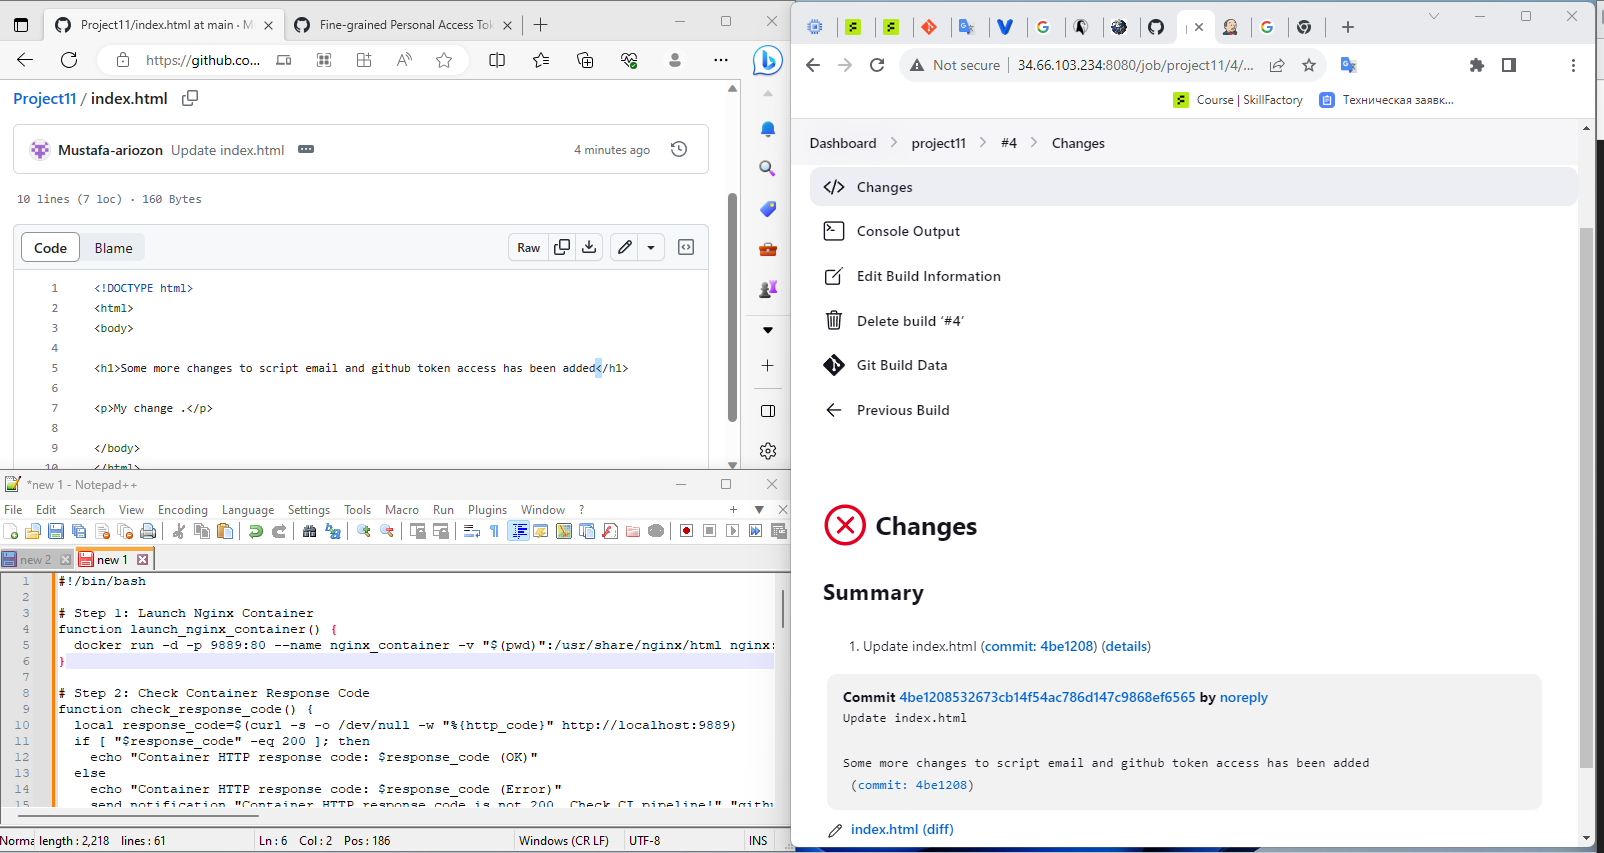 Project11/index.html at main · M
Fine-grained Personal Access Tok
https://github.co...
Project11 / index.html
Mustafa-ariozon Update index.html
4 minutes ago
10 lines (7 loc) · 160 Bytes
Code Blame
Raw
1 <!DOCTYPE html>
2 <html>
3 <body>
4
5 <h1>Some more changes to script email and github token access has been added</h1>
6
7 <p>My change .</p>
8
9 </body>
10 </html>
*new 1 - Notepad++
File Edit Search View Encoding Language Settings Tools Macro Run Plugins Window ?
new 2 new 1
1 #!/bin/bash
2
3 # Step 1: Launch Nginx Container
4 function launch_nginx_container() {
5 docker run -d -p 9889:80 --name nginx_container -v "$(pwd)":/usr/share/nginx/html nginx:
6 }
7
8 # Step 2: Check Container Response Code
9 function check_response_code() {
10 local response_code=$(curl -s -o /dev/null -w "%{http_code}" http://localhost:9889)
11 if [ "$response_code" -eq 200 ]; then
12 echo "Container HTTP response code: $response_code (OK)"
13 else
14 echo "Container HTTP response code: $response_code (Error)"
15 send_notification "Container HTTP response code is not 200. Check CI pipeline!" "githu
Norma length : 2,218 lines : 61 Ln : 6 Col : 2 Pos : 186 Windows (CR LF) UTF-8 INS
Not secure 34.66.103.234:8080/job/project11/4/...
Course | SkillFactory
Техническая заявк...
Dashboard project11 #4 Changes
Changes
Console Output
Edit Build Information
Delete build ‘#4’
Git Build Data
Previous Build
Changes
Summary
1. Update index.html (commit: 4be1208) (details)
Commit 4be1208532673cb14f54ac786d147c9868ef6565 by noreply
Update index.html
Some more changes to script email and github token access has been added
(commit: 4be1208)
index.html (diff)